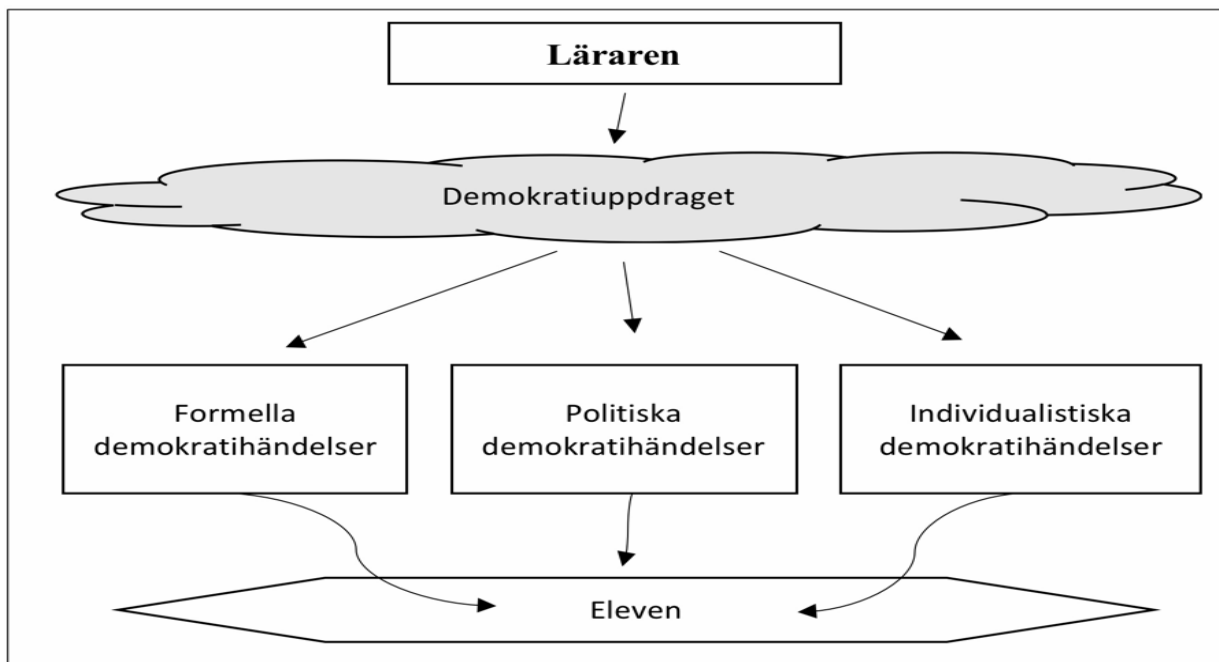 Läraren
Demokratiuppdraget
Formella
demokratihändelser
Politiska
demokratihändelser
Individualistiska
demokratihändelser
Eleven